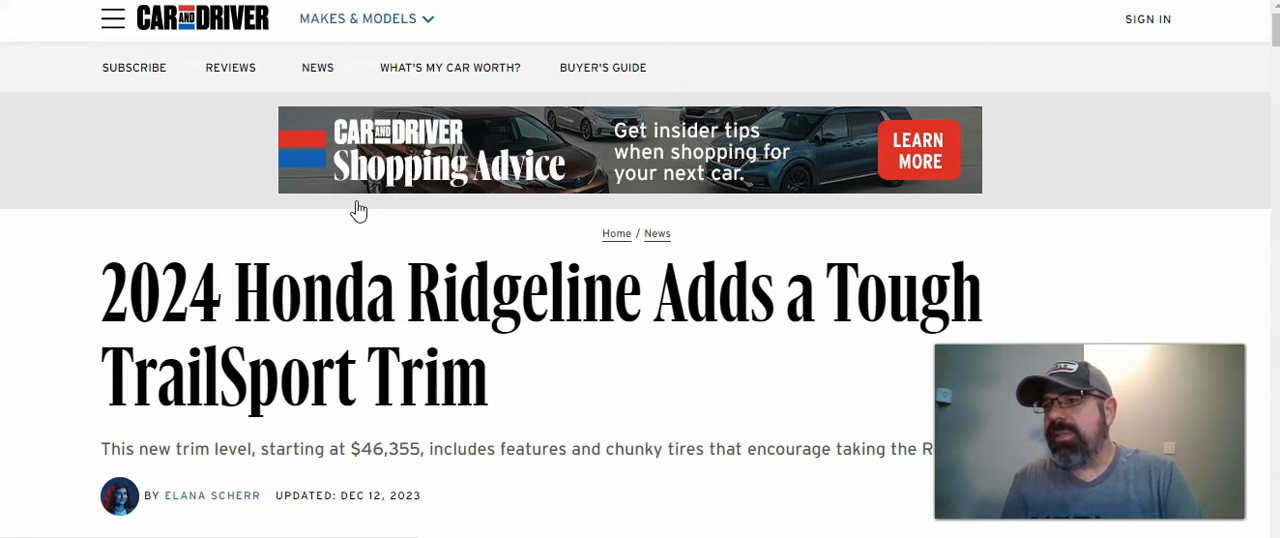 CAR AND DRIVER
MAKES & MODELS
SIGN IN
SUBSCRIBE
REVIEWS
NEWS
WHAT'S MY CAR WORTH?
BUYER'S GUIDE
CAR AND DRIVER
Shopping Advice
Get insider tips
when shopping for
your next car.
LEARN
MORE
Home / News
2024 Honda Ridgeline Adds a Tough
TrailSport Trim
This new trim level, starting at $46,355, includes features and chunky tires that encourage taking the
BY ELANA SCHERR UPDATED: DEC 12, 2023